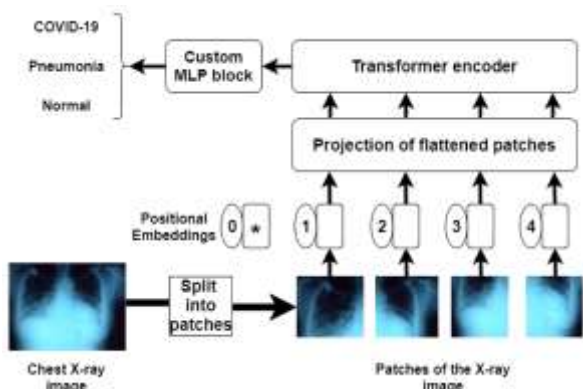 COVID-19
Pneumonia
Normal
Custom
MLP block
Transformer encoder
Projection of flattened patches
Positional
Embeddings
0 * 1 2 3 4
Split
into
patches
Chest X-ray
image
Patches of the X-ray
image